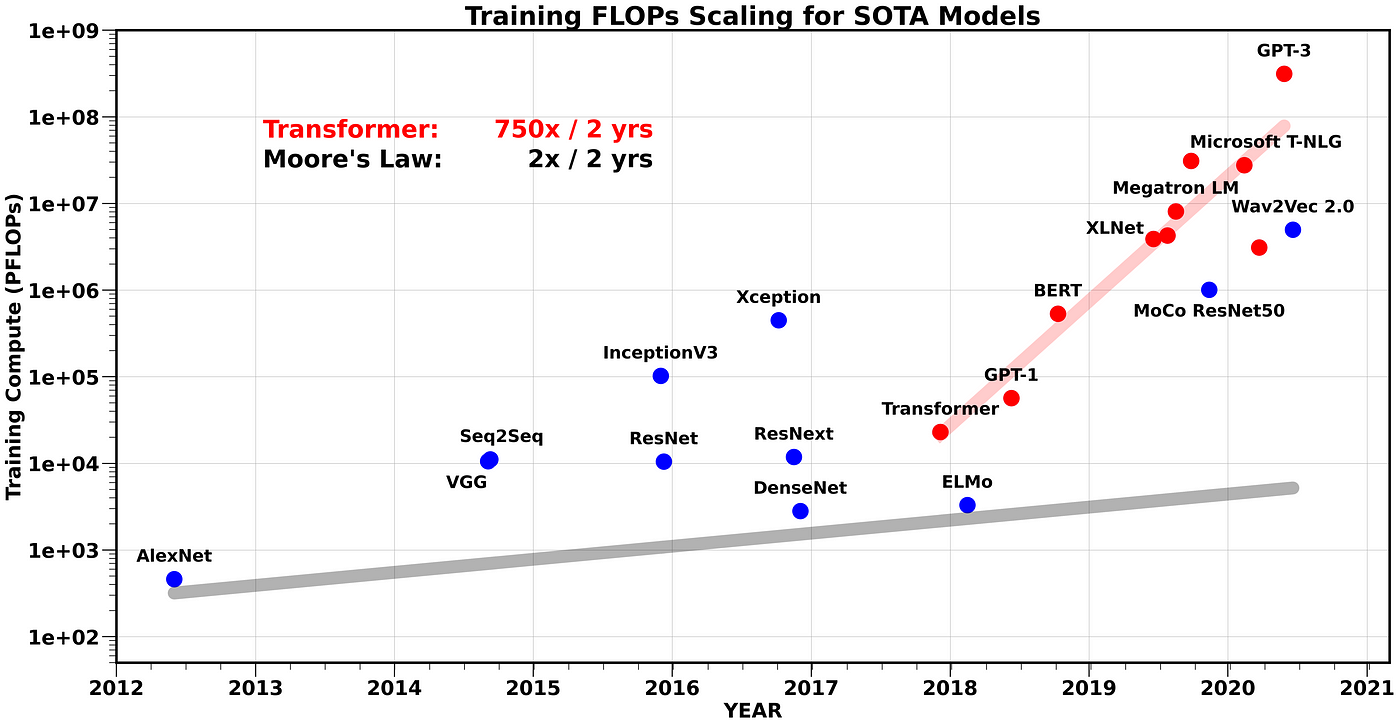 Training FLOPs Scaling for SOTA Models
Training Compute (PFLOPs)
1e+09
1e+08
1e+07
1e+06
1e+05
1e+04
1e+03
1e+02
Transformer: 750x / 2 yrs
Moore's Law: 2x / 2 yrs
GPT-3
Microsoft T-NLG
Megatron LM
Wav2Vec 2.0
XLNet
BERT
Xception
MoCo ResNet50
InceptionV3
GPT-1
Transformer
Seq2Seq
ResNet
ResNext
VGG
DenseNet
ELMo
AlexNet
2012 2013 2014 2015 2016 2017 2018 2019 2020 2021
YEAR